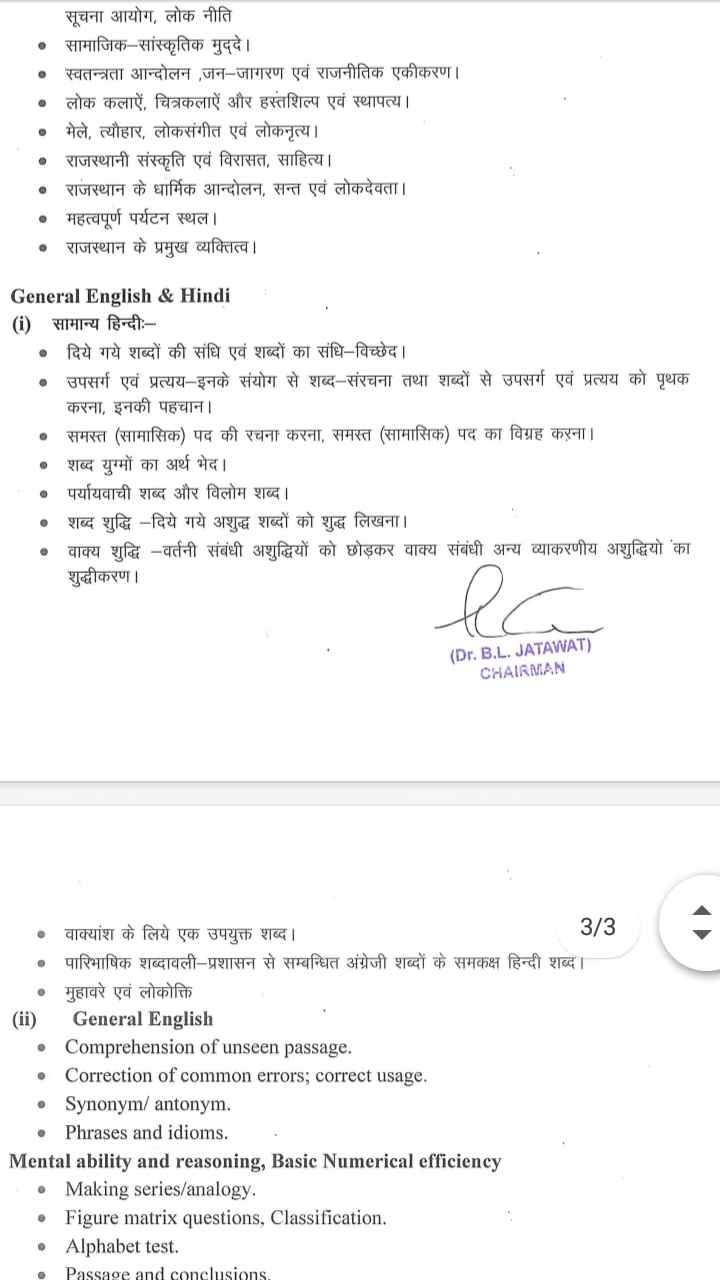 सूचना आयोग, लोक नीति
• सामाजिक–सांस्कृतिक मुद्दे।
• स्वतन्त्रता आन्दोलन ,जन–जागरण एवं राजनीतिक एकीकरण।
• लोक कलाऐं, चित्रकलाऐं और हस्तशिल्प एवं स्थापत्य।
• मेले, त्यौहार, लोकसंगीत एवं लोकनृत्य।
• राजस्थानी संस्कृति एवं विरासत, साहित्य।
• राजस्थान के धार्मिक आन्दोलन, सन्त एवं लोकदेवता।
• महत्वपूर्ण पर्यटन स्थल।
• राजस्थान के प्रमुख व्यक्तित्व।
General English & Hindi
(i) सामान्य हिन्दीः–
• दिये गये शब्दों की संधि एवं शब्दों का संधि–विच्छेद।
• उपसर्ग एवं प्रत्यय–इनके संयोग से शब्द–संरचना तथा शब्दों से उपसर्ग एवं प्रत्यय को पृथक
करना, इनकी पहचान।
• समस्त (सामासिक) पद की रचना करना, समस्त (सामासिक) पद का विग्रह करना।
• शब्द युग्मों का अर्थ भेद।
• पर्यायवाची शब्द और विलोम शब्द।
• शब्द शुद्धि –दिये गये अशुद्ध शब्दों को शुद्ध लिखना।
• वाक्य शुद्धि –वर्तनी संबंधी अशुद्धियों को छोड़कर वाक्य संबंधी अन्य व्याकरणीय अशुद्धियो का
शुद्धीकरण।
(Dr. B.L. JATAWAT)
CHAIRMAN
• वाक्यांश के लिये एक उपयुक्त शब्द।
3/3
• पारिभाषिक शब्दावली–प्रशासन से सम्बन्धित अंग्रेजी शब्दों के समकक्ष हिन्दी शब्द।
• मुहावरे एवं लोकोक्ति
(ii) General English
• Comprehension of unseen passage.
• Correction of common errors; correct usage.
• Synonym/ antonym.
• Phrases and idioms.
Mental ability and reasoning, Basic Numerical efficiency
• Making series/analogy.
• Figure matrix questions, Classification.
• Alphabet test.
• Passage and conclusions.